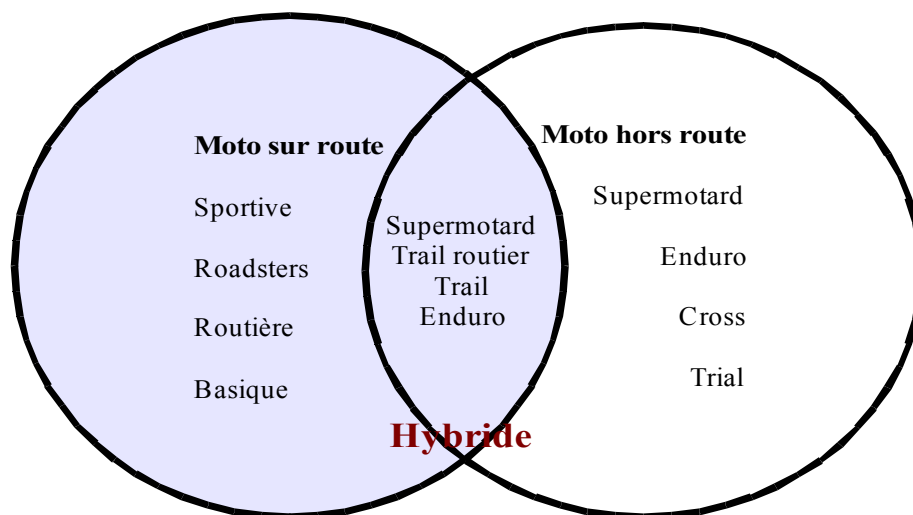 Moto sur route
Sportive
Roadsters
Routière
Basique
Supermotard
Trail routier
Trail
Enduro
Hybride
Moto hors route
Supermotard
Enduro
Cross
Trial